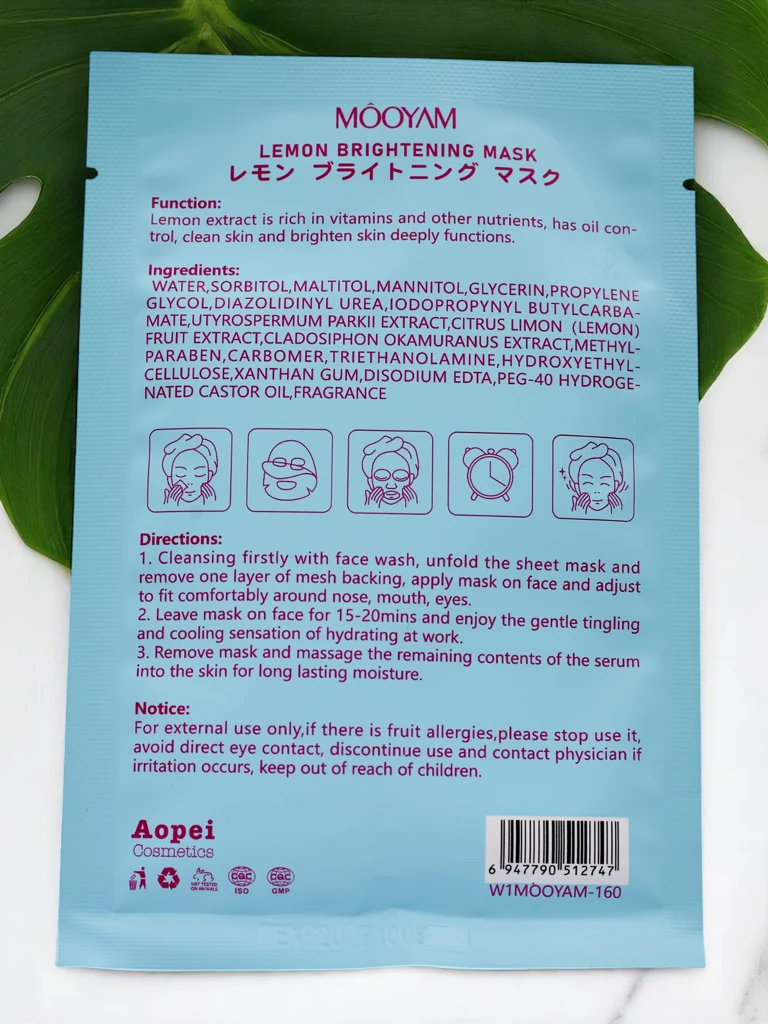 MÔOYAM
LEMON BRIGHTENING MASK
レモン ブライトニング マスク
Function:
Lemon extract is rich in vitamins and other nutrients, has oil con-
trol, clean skin and brighten skin deeply functions.
Ingredients:
WATER,SORBITOL,MALTITOL,MANNITOL,GLYCERIN,PROPYLENE
GLYCOL,DIAZOLIDINYL UREA,IODOPROPYNYL BUTYLCARBA-
MATE,UTYROSPERMUM PARKII EXTRACT,CITRUS LIMON (LEMON)
FRUIT EXTRACT,CLADOSIPHON OKAMURANUS EXTRACT,METHYL-
PARABEN,CARBOMER,TRIETHANOLAMINE,HYDROXYETHYL-
CELLULOSE,XANTHAN GUM,DISODIUM EDTA,PEG-40 HYDROGE-
NATED CASTOR OIL,FRAGRANCE
Directions:
1. Cleansing firstly with face wash, unfold the sheet mask and
remove one layer of mesh backing, apply mask on face and adjust
to fit comfortably around nose, mouth, eyes.
2. Leave mask on face for 15-20mins and enjoy the gentle tingling
and cooling sensation of hydrating at work.
3. Remove mask and massage the remaining contents of the serum
into the skin for long lasting moisture.
Notice:
For external use only,if there is fruit allergies,please stop use it,
avoid direct eye contact, discontinue use and contact physician if
irritation occurs, keep out of reach of children.
Aopei
Cosmetics
NOT TESTED
ON ANIMALS
CQC
ISO
CQC
GMP
6 947790 512747
W1MÔOYAM-160